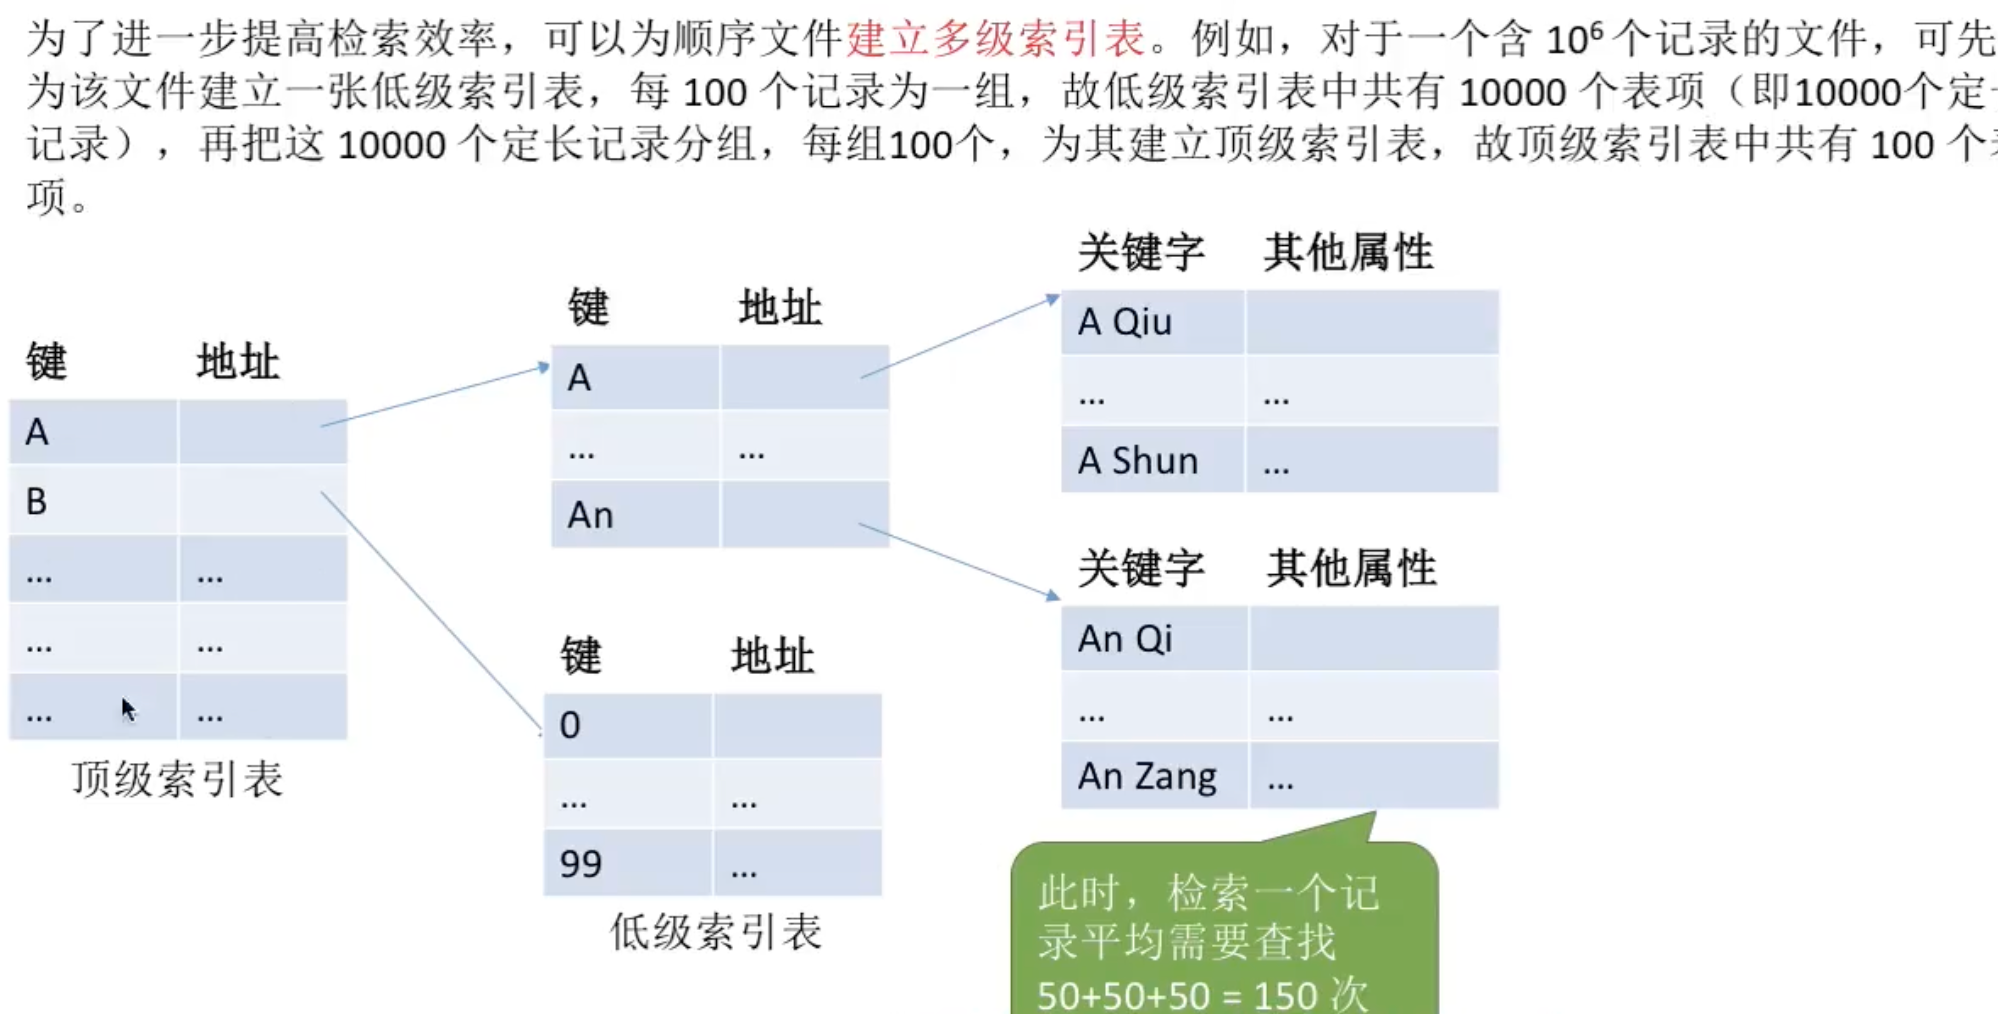 为了进一步提高检索效率，可以为顺序文件建立多级索引表。例如，对于一个含 10⁶ 个记录的文件，可先
为该文件建立一张低级索引表，每 100 个记录为一组，故低级索引表中共有 10000 个表项（即10000个定
记录），再把这 10000 个定长记录分组，每组100个，为其建立顶级索引表，故顶级索引表中共有 100 个
项。
键 地址
A
B
... ...
... ...
... ...
顶级索引表
键 地址
A
... ...
An
键 地址
0
... ...
99 ...
低级索引表
关键字 其他属性
A Qiu
... ...
A Shun ...
关键字 其他属性
An Qi
... ...
An Zang ...
此时，检索一个记
录平均需要查找
50+50+50 = 150 次